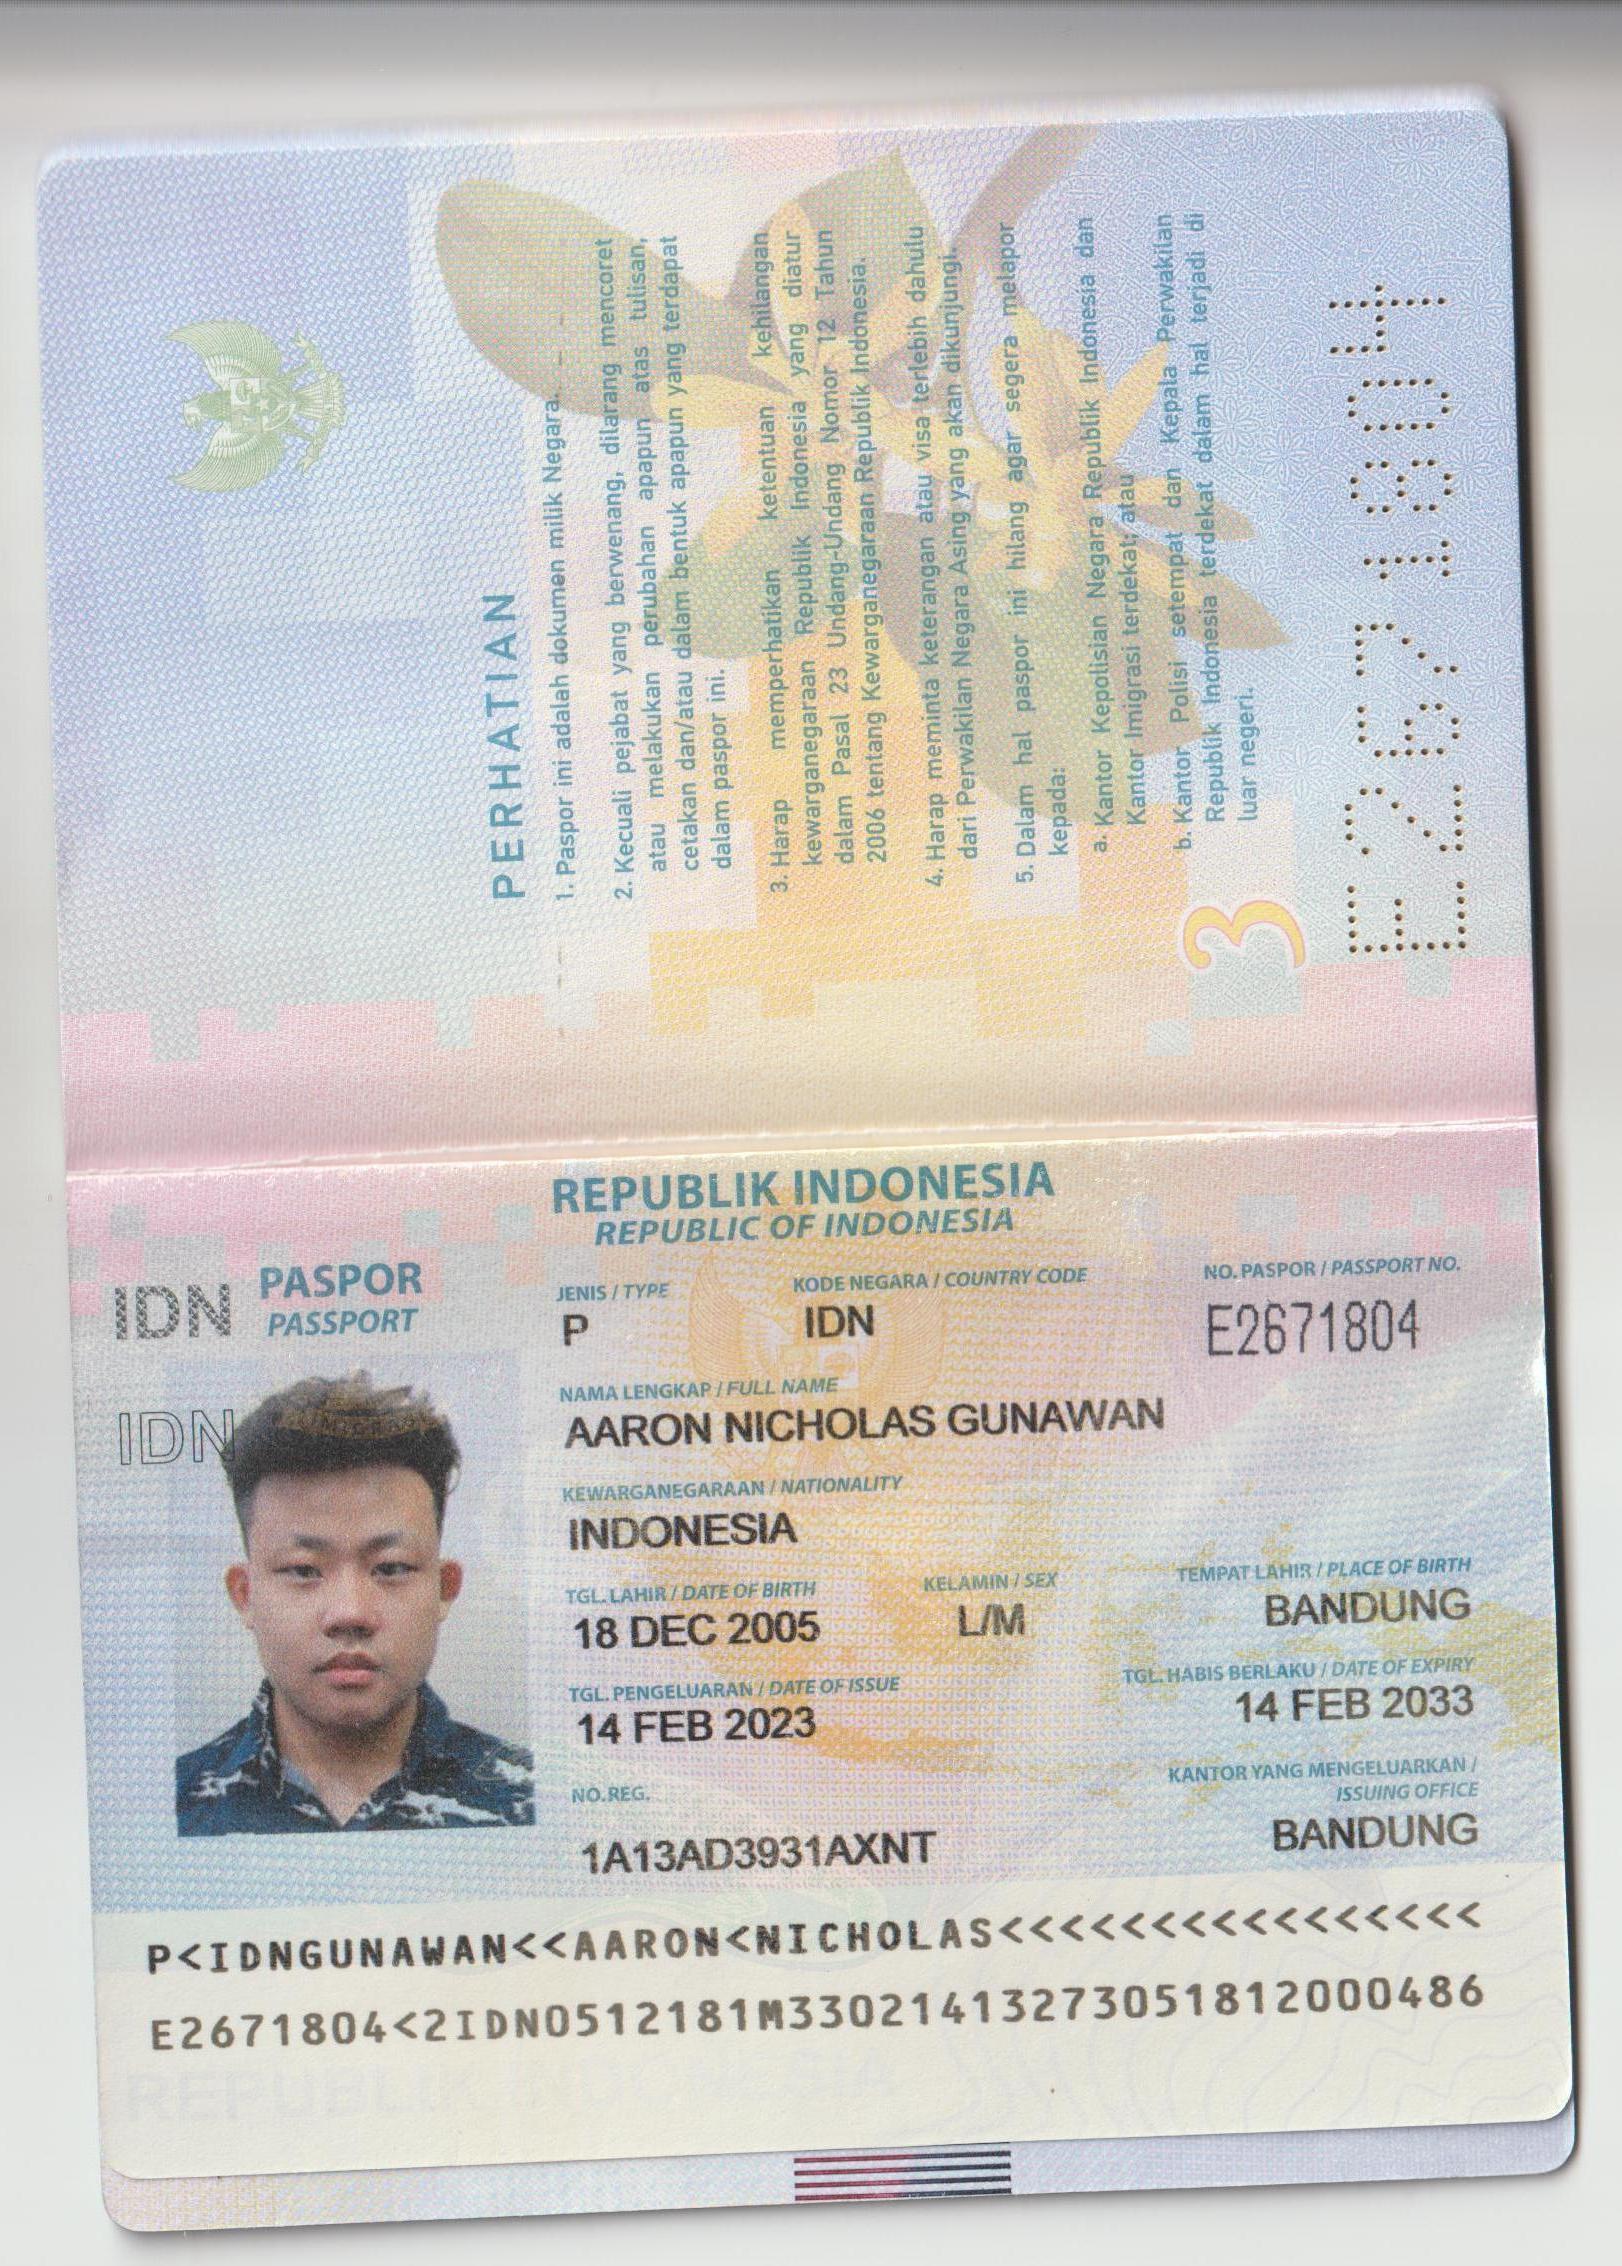 PERHATIAN
1. Paspor ini adalah dokumen milik Negara.
2. Kecuali pejabat yang berwenang, dilarang mencoret
atau melakukan perubahan apapun atas tulisan,
cetakan dan/atau dalam bentuk apapun yang terdapat
dalam paspor ini.
3. Harap memperhatikan ketentuan kehilangan
kewarganegaraan Republik Indonesia yang diatur
dalam Pasal 23 Undang-Undang Nomor 12 Tahun
2006 tentang Kewarganegaraan Republik Indonesia.
4. Harap meminta keterangan atau visa terlebih dahulu
dari Perwakilan Negara Asing yang akan dikunjungi.
5. Dalam hal paspor ini hilang agar segera melapor
kepada:
a. Kantor Kepolisian Negara Republik Indonesia dan
Kantor Imigrasi terdekat; atau
b. Kantor Polisi setempat dan Kepala Perwakilan
Republik Indonesia terdekat dalam hal terjadi di
luar negeri.
3
E2671804
REPUBLIK INDONESIA
REPUBLIC OF INDONESIA
IDN
PASPOR
PASSPORT
IDN
JENIS / TYPE
P
KODE NEGARA / COUNTRY CODE
IDN
NO. PASPOR / PASSPORT NO.
E2671804
NAMA LENGKAP / FULL NAME
AARON NICHOLAS GUNAWAN
KEWARGANEGARAAN / NATIONALITY
INDONESIA
TGL. LAHIR / DATE OF BIRTH
18 DEC 2005
KELAMIN / SEX
L/M
TEMPAT LAHIR / PLACE OF BIRTH
BANDUNG
TGL. PENGELUARAN / DATE OF ISSUE
14 FEB 2023
TGL. HABIS BERLAKU / DATE OF EXPIRY
14 FEB 2033
NO. REG.
1A13AD3931AXNT
KANTOR YANG MENGELUARKAN /
ISSUING OFFICE
BANDUNG
P<IDNGUNAWAN<<AARON<NICHOLAS<<<<<<<<<<<<<<<<
E2671804<2IDN0512181M33021413273051812000486
REPUBLIK INDONESIA